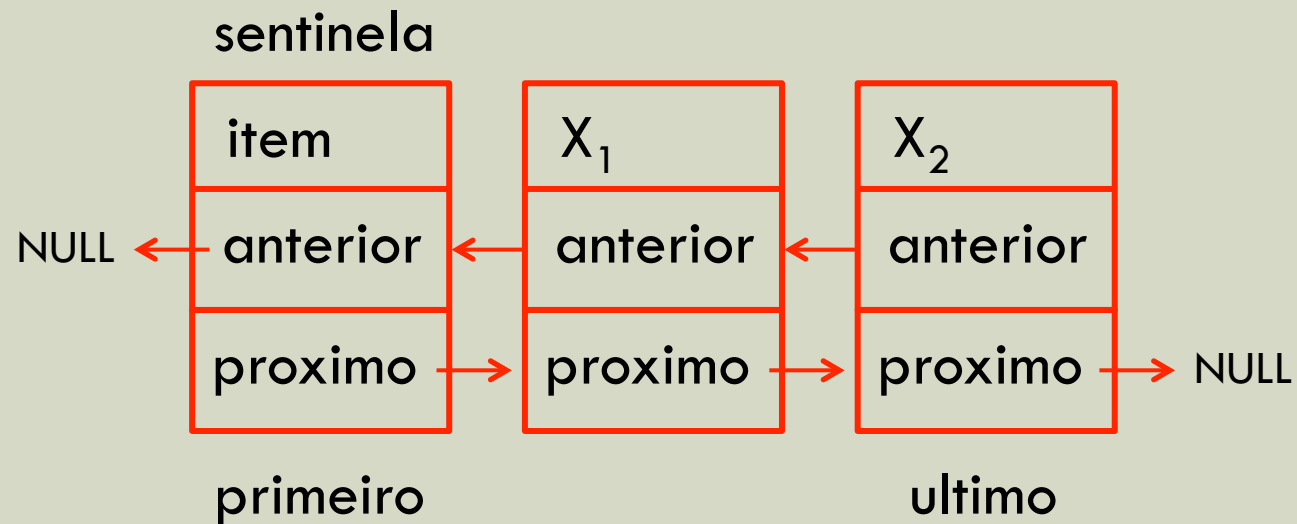 sentinela
item X₁ X₂
NULL anterior anterior anterior
proximo proximo proximo NULL
primeiro ultimo